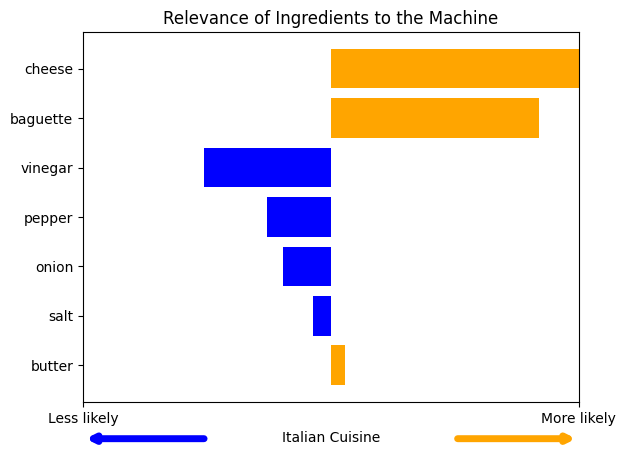 Relevance of Ingredients to the Machine
cheese
baguette
vinegar
pepper
onion
salt
butter
Less likely
More likely
Italian Cuisine